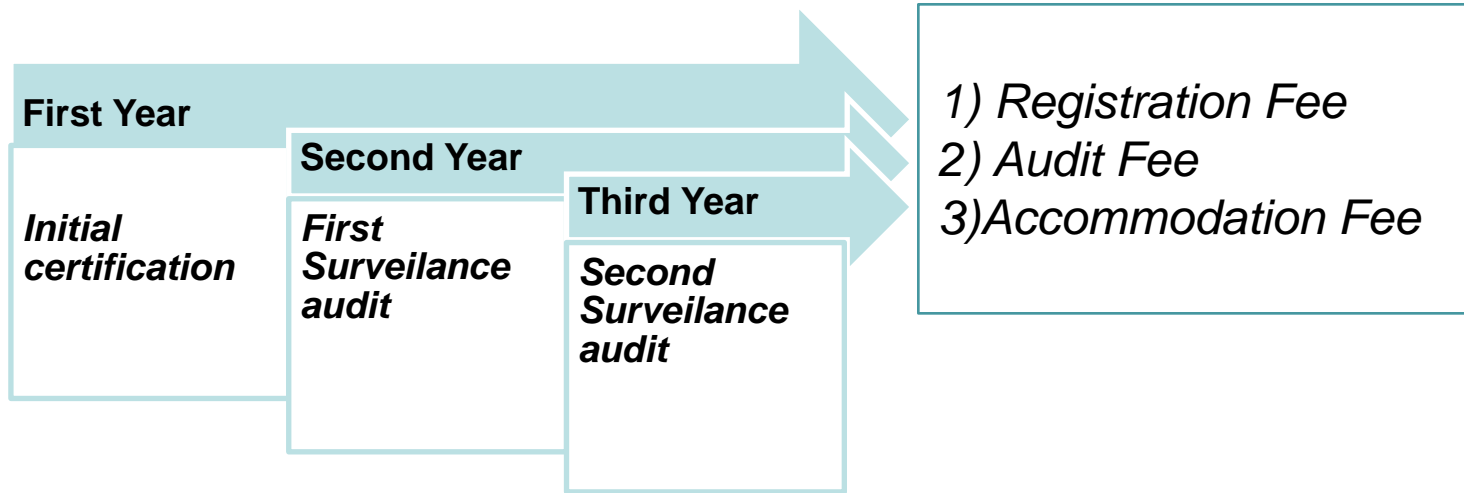 First Year
Initial
certification
Second Year
First
Surveilance
audit
Third Year
Second
Surveilance
audit
1) Registration Fee
2) Audit Fee
3)Accommodation Fee